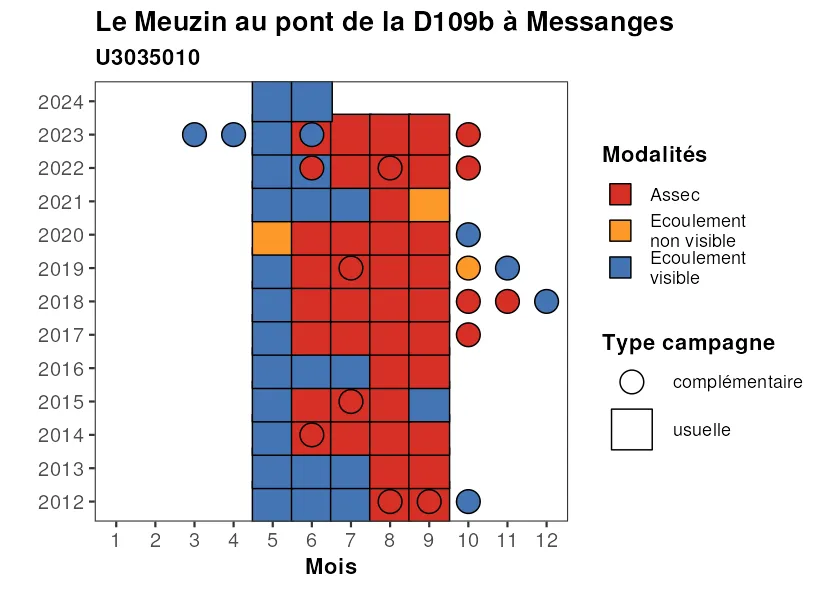 Le Meuzin au pont de la D109b à Messanges
U3035010
2024
2023
2022
2021
2020
2019
2018
2017
2016
2015
2014
2013
2012
1 2 3 4 5 6 7 8 9 10 11 12
Mois
Modalités
Assec
Ecoulement
non visible
Ecoulement
visible
Type campagne
complémentaire
usuelle